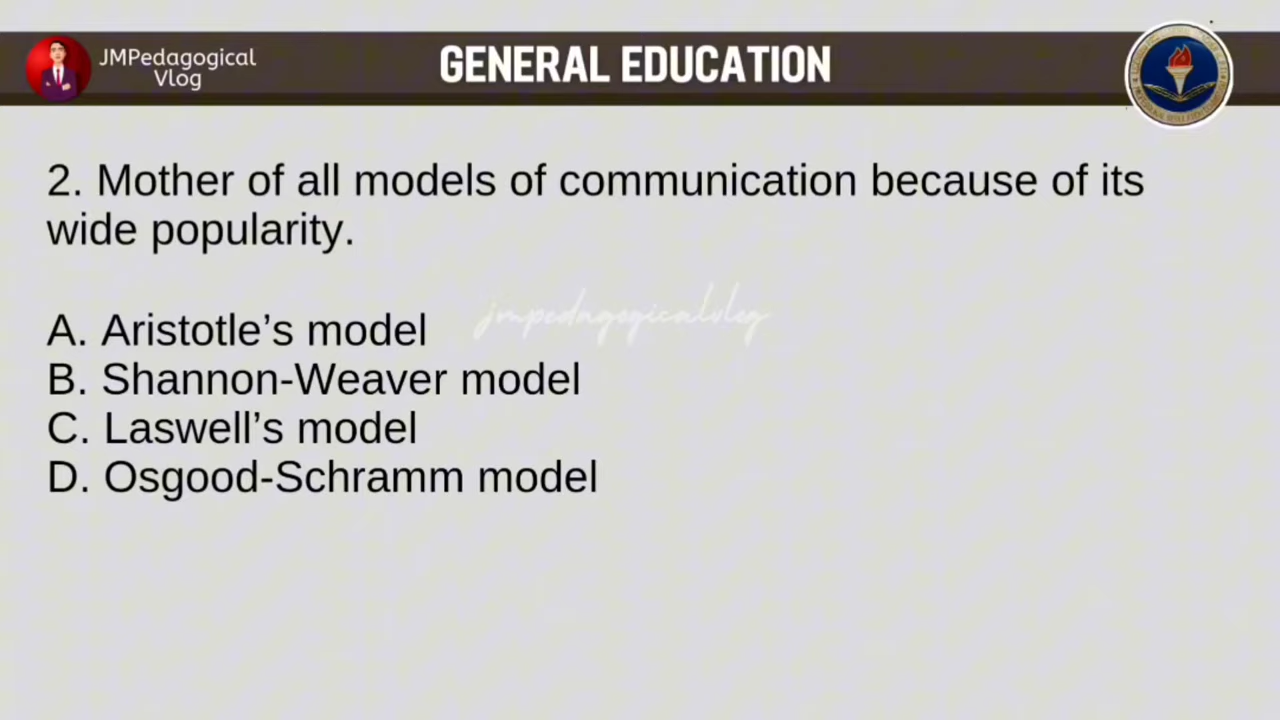 JMPedagogical
Vlog
GENERAL EDUCATION
2. Mother of all models of communication because of its
wide popularity.
jmpedagogicalvlog
A. Aristotle’s model
B. Shannon-Weaver model
C. Laswell’s model
D. Osgood-Schramm model